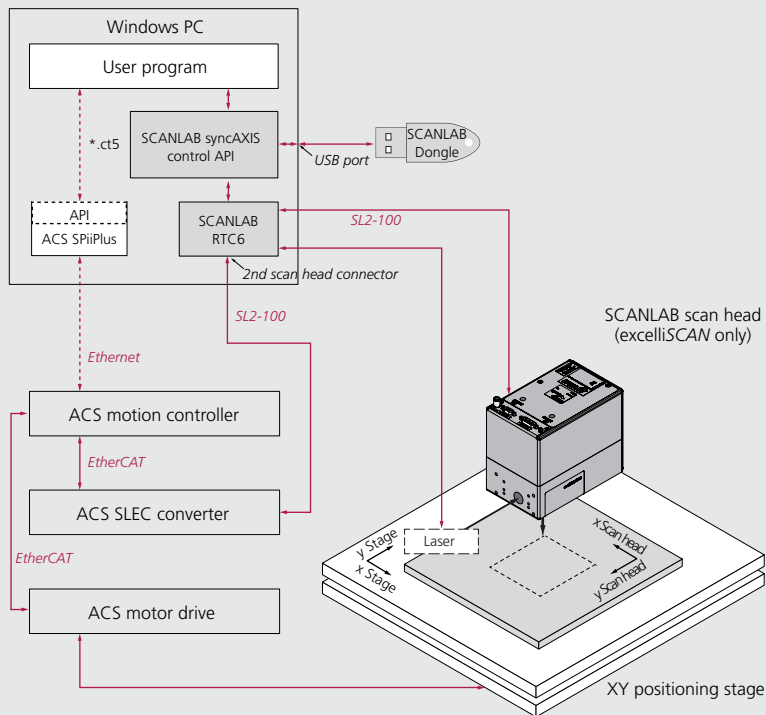 Windows PC
User program
*.ct5
SCANLAB syncAXIS
control API
USB port
SCANLAB
Dongle
API
ACS SPiiPlus
SCANLAB
RTC6
SL2-100
2nd scan head connector
SL2-100
SCANLAB scan head
(excelliSCAN only)
Ethernet
ACS motion controller
EtherCAT
ACS SLEC converter
EtherCAT
ACS motor drive
Laser
y Stage
x Stage
x Scan head
y Scan head
XY positioning stage